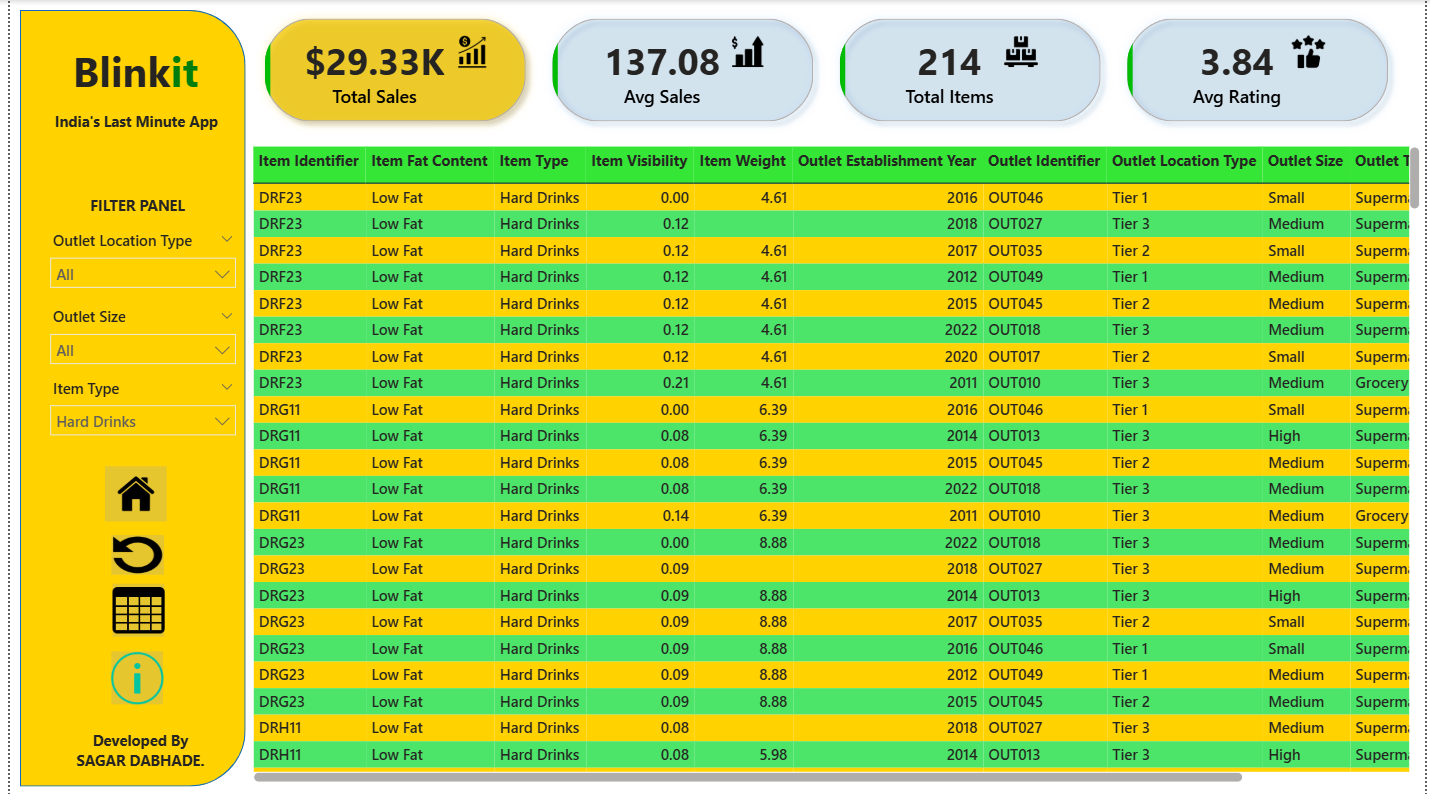 Blinkit
India's Last Minute App
FILTER PANEL
Outlet Location Type
All
Outlet Size
All
Item Type
Hard Drinks
Developed By
SAGAR DABHADE.
$29.33K
Total Sales
137.08
Avg Sales
214
Total Items
3.84
Avg Rating
Item Identifier Item Fat Content Item Type Item Visibility Item Weight Outlet Establishment Year Outlet Identifier Outlet Location Type Outlet Size Outlet T
DRF23 Low Fat Hard Drinks 0.00 4.61 2016 OUT046 Tier 1 Small Superma
DRF23 Low Fat Hard Drinks 0.12 2018 OUT027 Tier 3 Medium Superma
DRF23 Low Fat Hard Drinks 0.12 4.61 2017 OUT035 Tier 2 Small Superma
DRF23 Low Fat Hard Drinks 0.12 4.61 2012 OUT049 Tier 1 Medium Superma
DRF23 Low Fat Hard Drinks 0.12 4.61 2015 OUT045 Tier 2 Medium Superma
DRF23 Low Fat Hard Drinks 0.12 4.61 2022 OUT018 Tier 3 Medium Superma
DRF23 Low Fat Hard Drinks 0.12 4.61 2020 OUT017 Tier 2 Small Superma
DRF23 Low Fat Hard Drinks 0.21 4.61 2011 OUT010 Tier 3 Medium Grocery
DRG11 Low Fat Hard Drinks 0.00 6.39 2016 OUT046 Tier 1 Small Superma
DRG11 Low Fat Hard Drinks 0.08 6.39 2014 OUT013 Tier 3 High Superma
DRG11 Low Fat Hard Drinks 0.08 6.39 2015 OUT045 Tier 2 Medium Superma
DRG11 Low Fat Hard Drinks 0.08 6.39 2022 OUT018 Tier 3 Medium Superma
DRG11 Low Fat Hard Drinks 0.14 6.39 2011 OUT010 Tier 3 Medium Grocery
DRG23 Low Fat Hard Drinks 0.00 8.88 2022 OUT018 Tier 3 Medium Superma
DRG23 Low Fat Hard Drinks 0.09 2018 OUT027 Tier 3 Medium Superma
DRG23 Low Fat Hard Drinks 0.09 8.88 2014 OUT013 Tier 3 High Superma
DRG23 Low Fat Hard Drinks 0.09 8.88 2017 OUT035 Tier 2 Small Superma
DRG23 Low Fat Hard Drinks 0.09 8.88 2016 OUT046 Tier 1 Small Superma
DRG23 Low Fat Hard Drinks 0.09 8.88 2012 OUT049 Tier 1 Medium Superma
DRG23 Low Fat Hard Drinks 0.09 8.88 2015 OUT045 Tier 2 Medium Superma
DRH11 Low Fat Hard Drinks 0.08 2018 OUT027 Tier 3 Medium Superma
DRH11 Low Fat Hard Drinks 0.08 5.98 2014 OUT013 Tier 3 High Superma